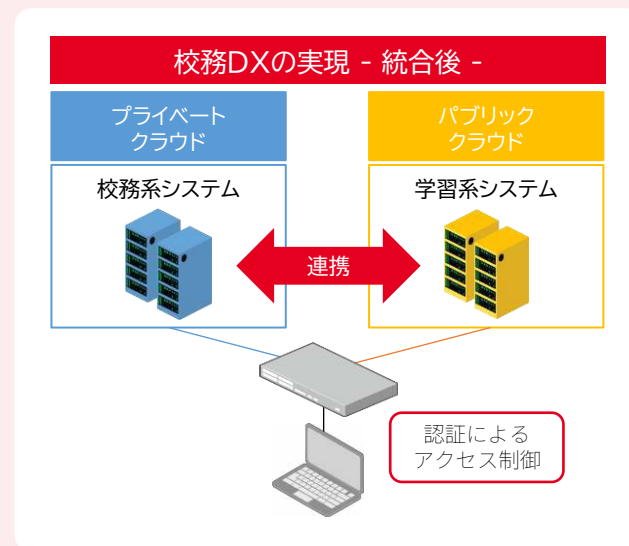 校務DXの実現 - 統合後 -
プライベート
クラウド
パブリック
クラウド
校務系システム
学習系システム
連携
認証による
アクセス制御